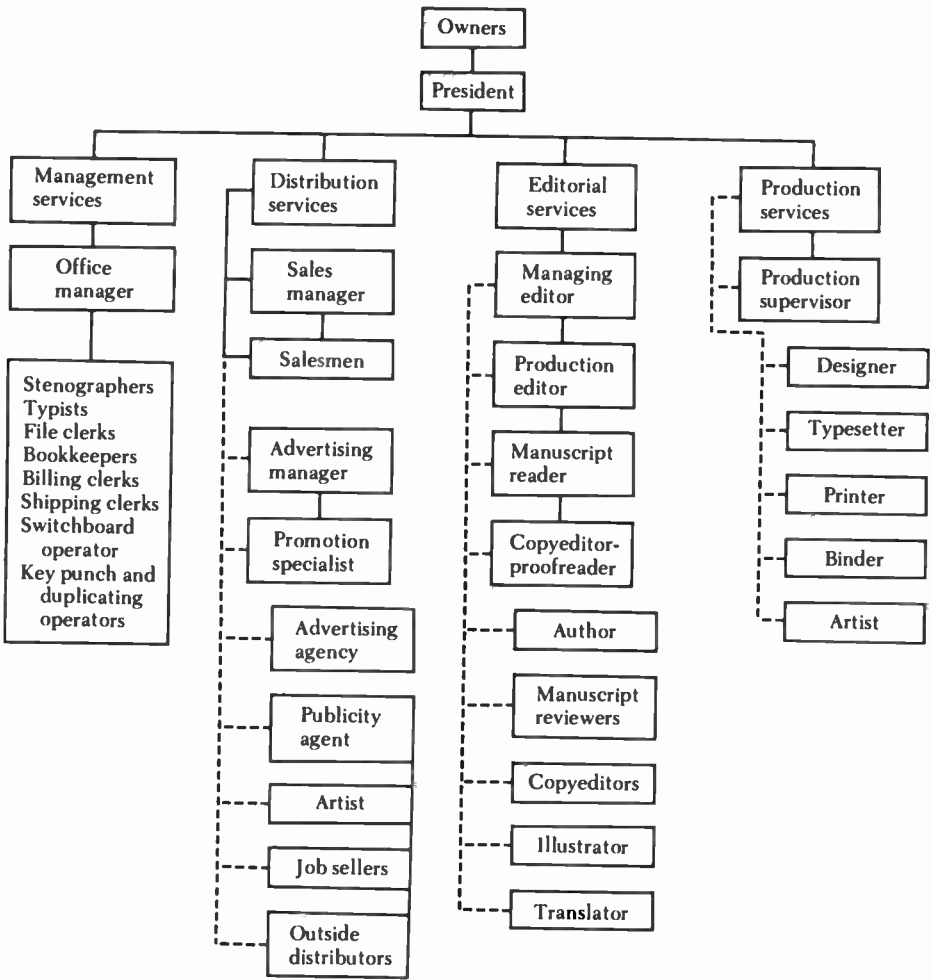 Owners
President
Management
services
Office
manager
Stenographers
Typists
File clerks
Bookkeepers
Billing clerks
Shipping clerks
Switchboard
operator
Key punch and
duplicating
operators
Distribution
services
Sales
manager
Salesmen
Advertising
manager
Promotion
specialist
Advertising
agency
Publicity
agent
Artist
Job sellers
Outside
distributors
Editorial
services
Managing
editor
Production
editor
Manuscript
reader
Copyeditor-
proofreader
Author
Manuscript
reviewers
Copyeditors
Illustrator
Translator
Production
services
Production
supervisor
Designer
Typesetter
Printer
Binder
Artist